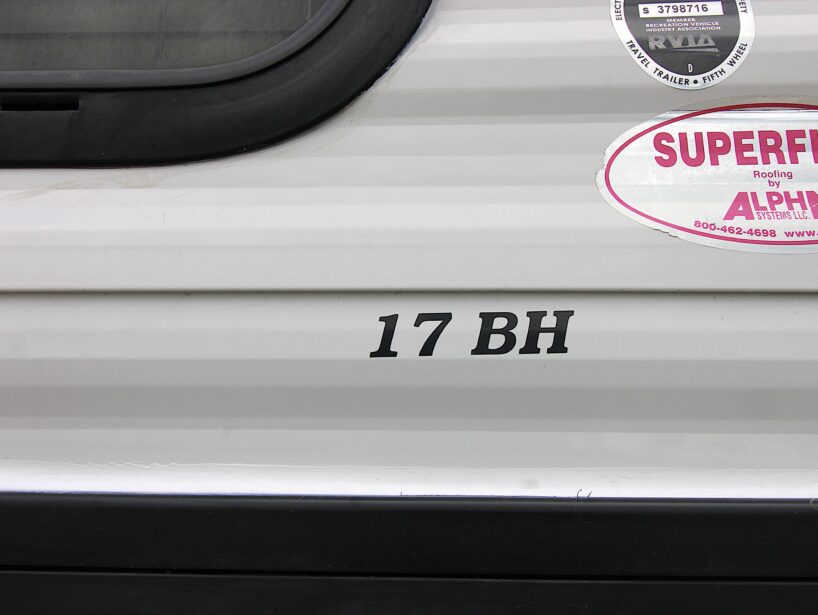 S 3798716
MEMBER
RECREATION VEHICLE
INDUSTRY ASSOCIATION
RVIA
D
TRAVEL TRAILER • FIFTH WHEEL
Roofing
by
SYSTEMS LLC.
800-462-4698 www.
17 BH